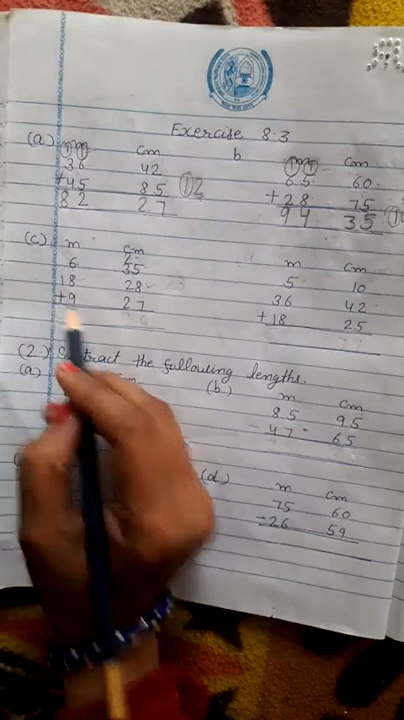 Exercise 8.3
(a) m cm b m cm
36 42 65 60
+45 85 +28 75
82 27 94 35
(c) m cm m cm
6 35 5 10
18 28 36 42
+9 27 +18 25
(2.) Subtract the following lengths.
(a) m (b) m cm
85 95
-47 65
(d) m cm
75 60
-26 59